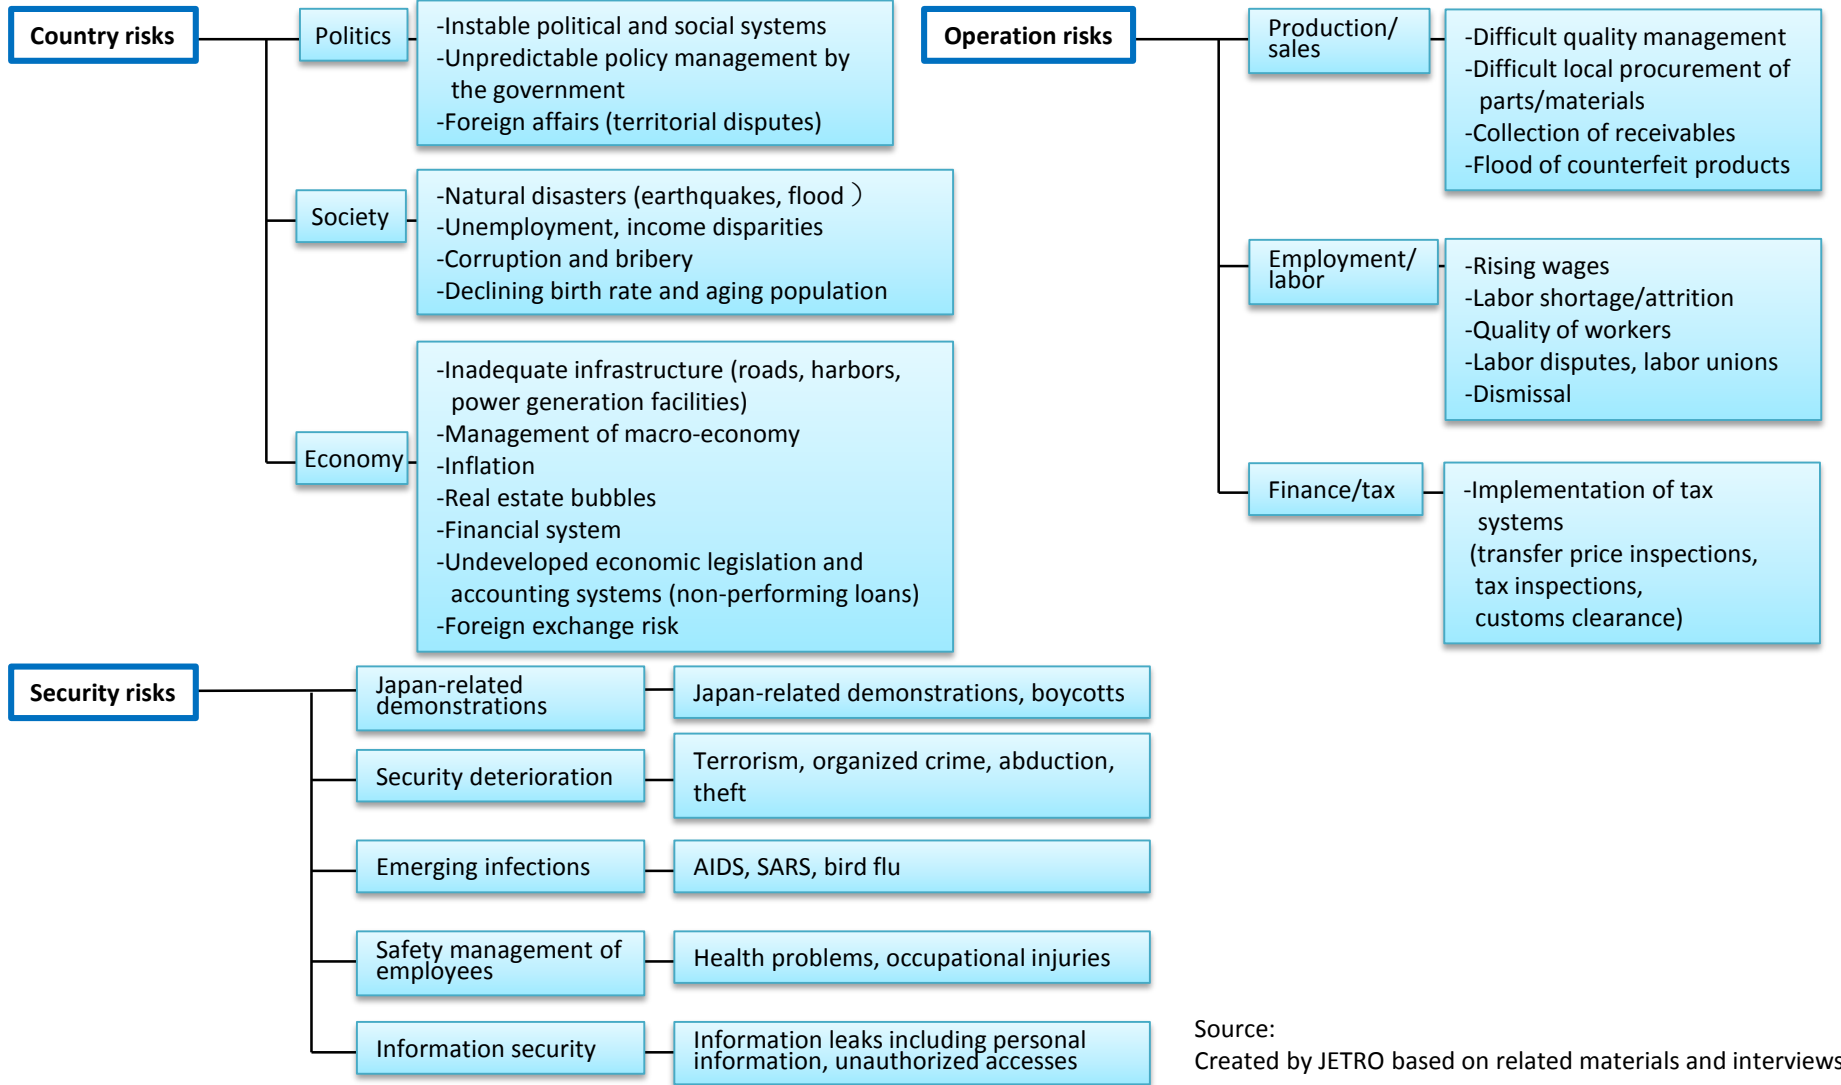 Country risks
Politics
-Instable political and social systems
-Unpredictable policy management by
the government
-Foreign affairs (territorial disputes)
Society
-Natural disasters (earthquakes, flood ）
-Unemployment, income disparities
-Corruption and bribery
-Declining birth rate and aging population
Economy
-Inadequate infrastructure (roads, harbors,
power generation facilities)
-Management of macro-economy
-Inflation
-Real estate bubbles
-Financial system
-Undeveloped economic legislation and
accounting systems (non-performing loans)
-Foreign exchange risk
Operation risks
Production/
sales
-Difficult quality management
-Difficult local procurement of
parts/materials
-Collection of receivables
-Flood of counterfeit products
Employment/
labor
-Rising wages
-Labor shortage/attrition
-Quality of workers
-Labor disputes, labor unions
-Dismissal
Finance/tax
-Implementation of tax
systems
(transfer price inspections,
tax inspections,
customs clearance)
Security risks
Japan-related
demonstrations
Japan-related demonstrations, boycotts
Security deterioration
Terrorism, organized crime, abduction,
theft
Emerging infections
AIDS, SARS, bird flu
Safety management of
employees
Health problems, occupational injuries
Information security
Information leaks including personal
information, unauthorized accesses
Source:
Created by JETRO based on related materials and interviews